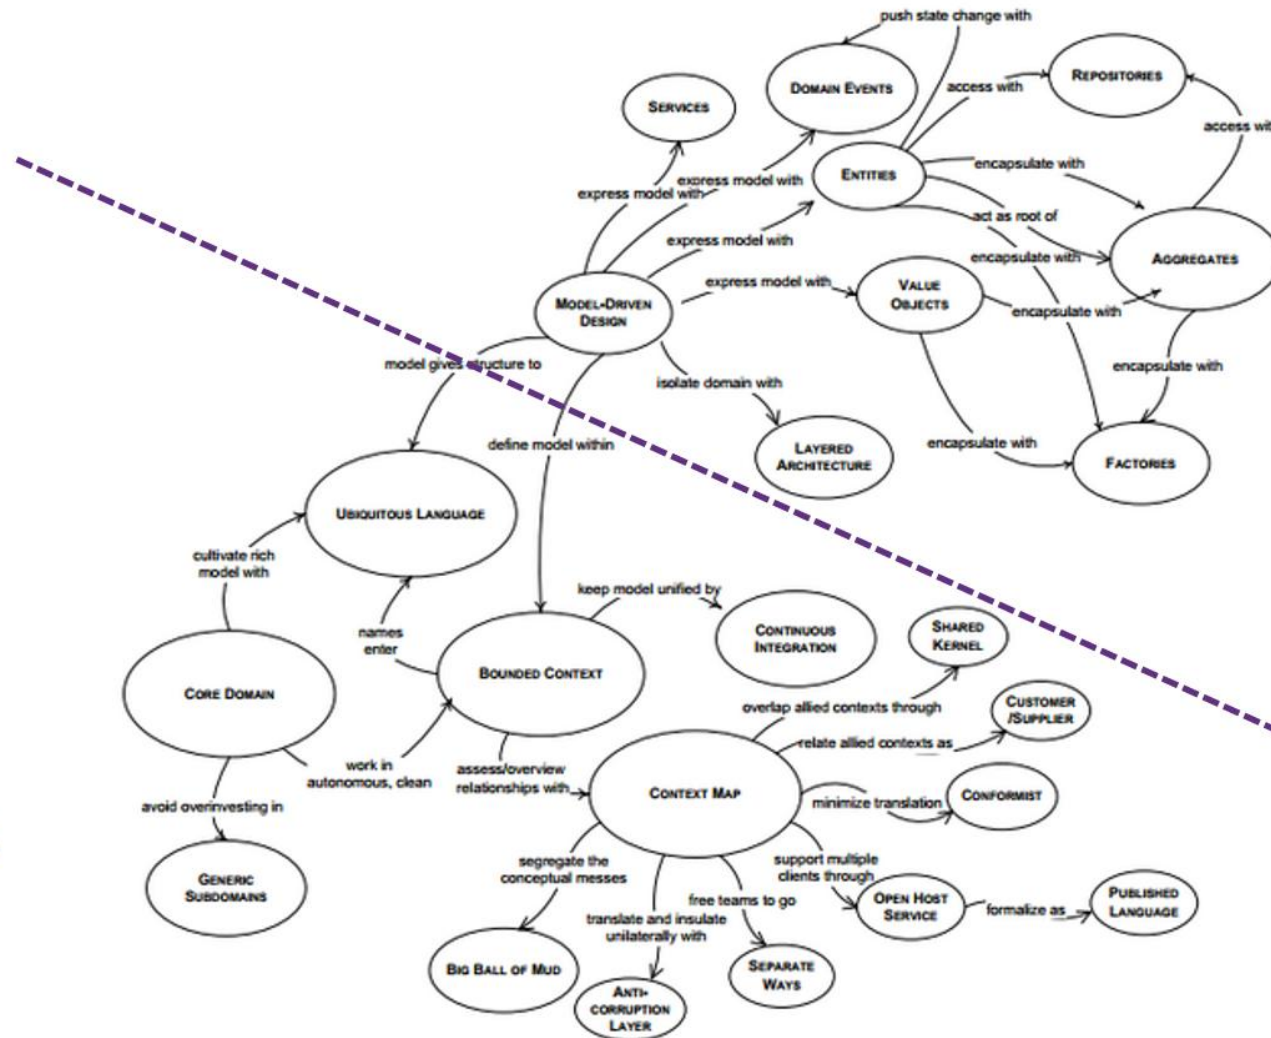 push state change with
DOMAIN EVENTS
REPOSITORIES
SERVICES
access with
access wit
express model with
express model with
ENTITIES
encapsulate with
act as root of
express model with
encapsulate with
AGGREGATES
express model with
VALUE
OBJECTS
encapsulate with
MODEL-DRIVEN
DESIGN
model gives structure to
isolate domain with
encapsulate with
define model within
encapsulate with
LAYERED
ARCHITECTURE
FACTORIES
UBIQUITOUS LANGUAGE
cultivate rich
model with
keep model unified by
names
enter
CONTINUOUS
INTEGRATION
SHARED
KERNEL
CORE DOMAIN
BOUNDED CONTEXT
overlap allied contexts through
CUSTOMER
/SUPPLIER
relate allied contexts as
work in
autonomous, clean
assess/overview
relationships with
CONTEXT MAP
minimize translation
CONFORMIST
avoid overinvesting in
GENERIC
SUBDOMAINS
segregate the
conceptual messes
support multiple
clients through
free teams to go
OPEN HOST
SERVICE
formalize as
PUBLISHED
LANGUAGE
translate and insulate
unilaterally with
BIG BALL OF MUD
SEPARATE
WAYS
ANTI-
CORRUPTION
LAYER